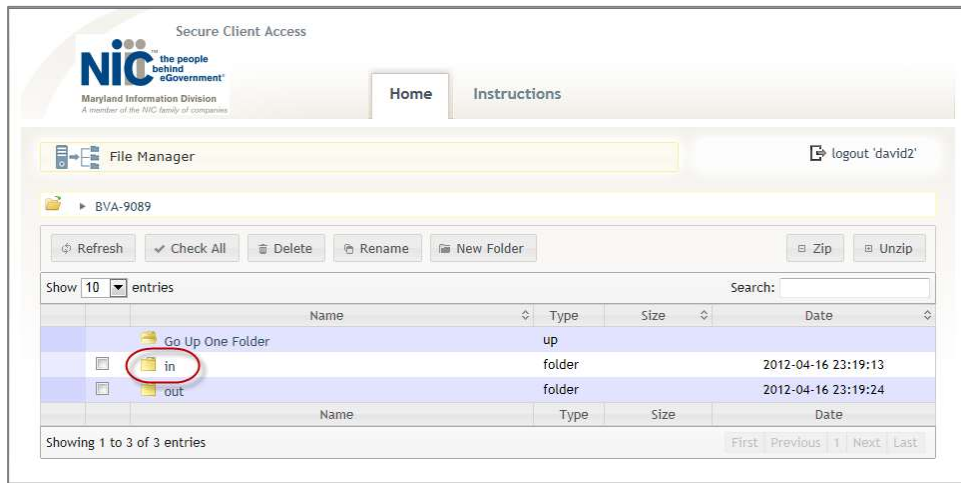 Secure Client Access
NIC™ the people
behind
eGovernment®
Maryland Information Division
A member of the NIC family of companies
Home Instructions
File Manager
logout 'david2'
BVA-9089
Refresh Check All Delete Rename New Folder Zip Unzip
Show 10 entries Search:
Name Type Size Date
Go Up One Folder up
in folder 2012-04-16 23:19:13
out folder 2012-04-16 23:19:24
Name Type Size Date
Showing 1 to 3 of 3 entries First Previous 1 Next Last